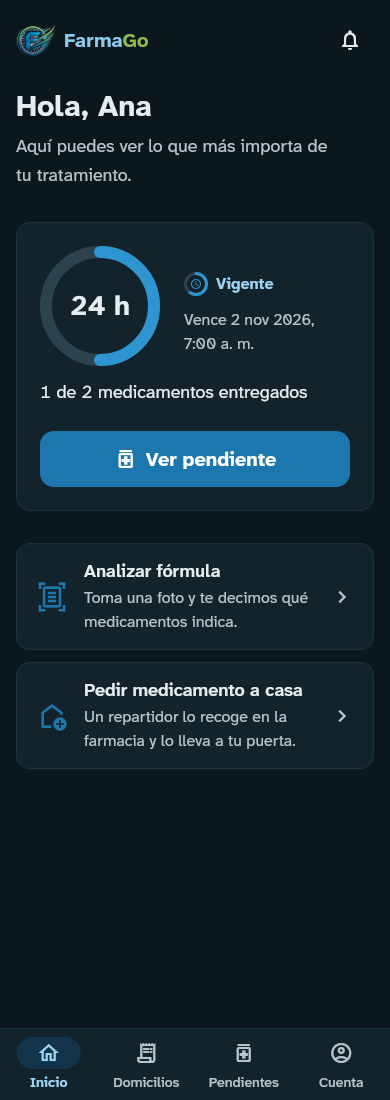 FarmaGo
Hola, Ana
Aquí puedes ver lo que más importa de
tu tratamiento.
24 h
Vigente
Vence 2 nov 2026,
7:00 a. m.
1 de 2 medicamentos entregados
Ver pendiente
Analizar fórmula
Toma una foto y te decimos qué
medicamentos indica.
Pedir medicamento a casa
Un repartidor lo recoge en la
farmacia y lo lleva a tu puerta.
Inicio
Domicilios
Pendientes
Cuenta